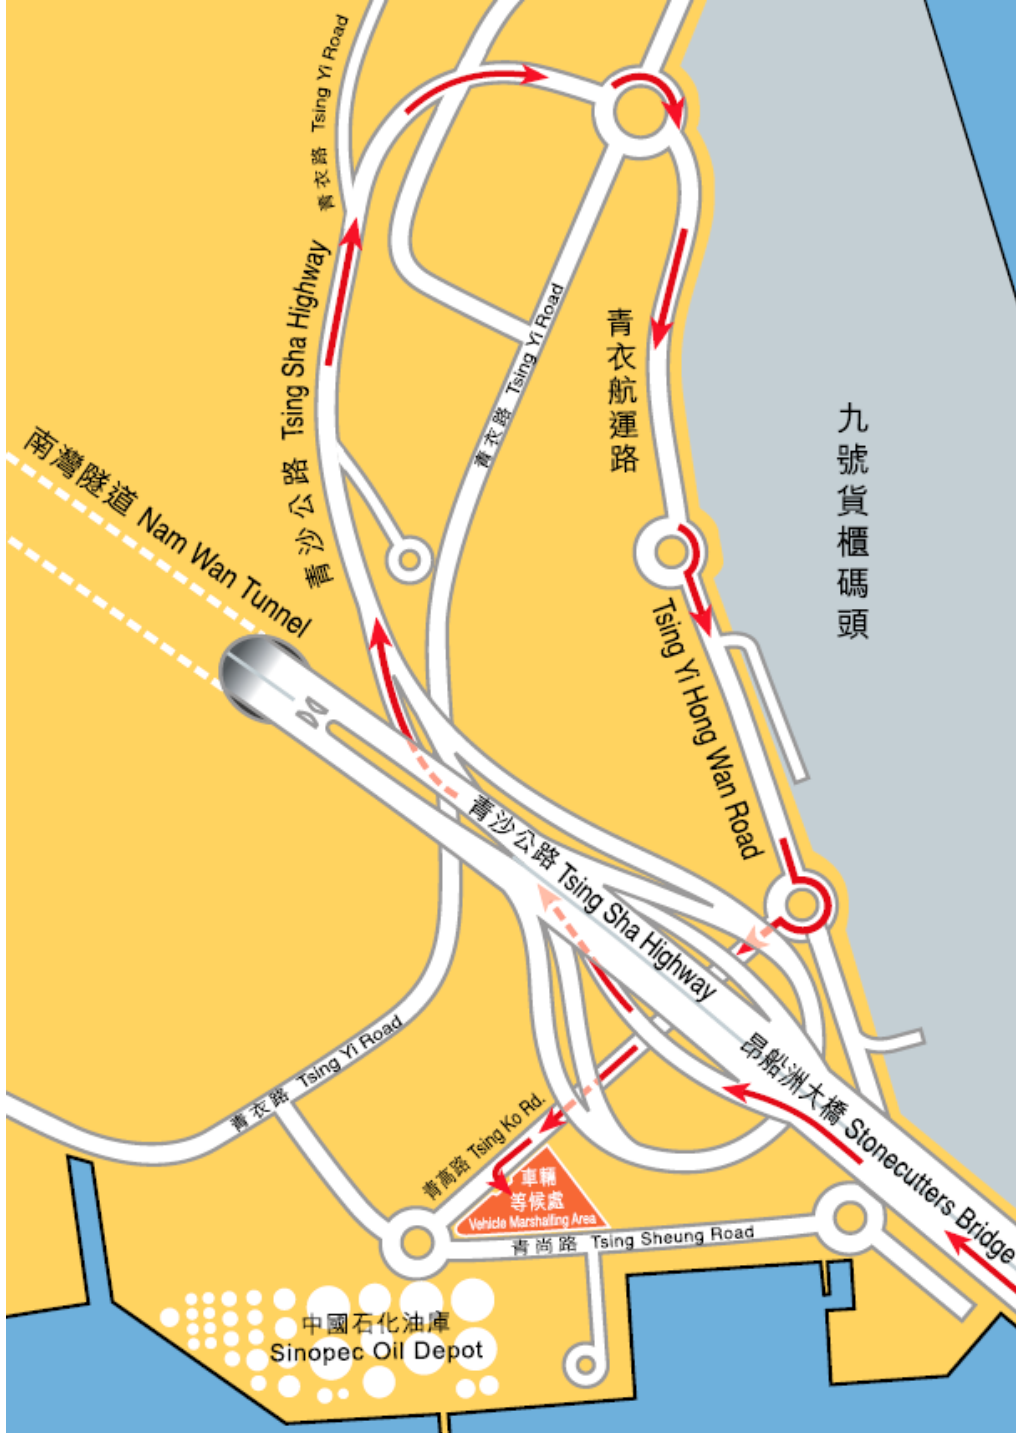 青衣路 Tsing Yi Road
青沙公路 Tsing Sha Highway
青衣路 Tsing Yi Road
青衣航運路
九號貨櫃碼頭
南灣隧道 Nam Wan Tunnel
Tsing Yi Hong Wan Road
青沙公路 Tsing Sha Highway
昂船洲大橋 Stonecutters Bridge
青衣路 Tsing Yi Road
青高路 Tsing Ko Rd.
車輛
等候處
Vehicle Marshalling Area
青尚路 Tsing Sheung Road
中國石化油庫
Sinopec Oil Depot